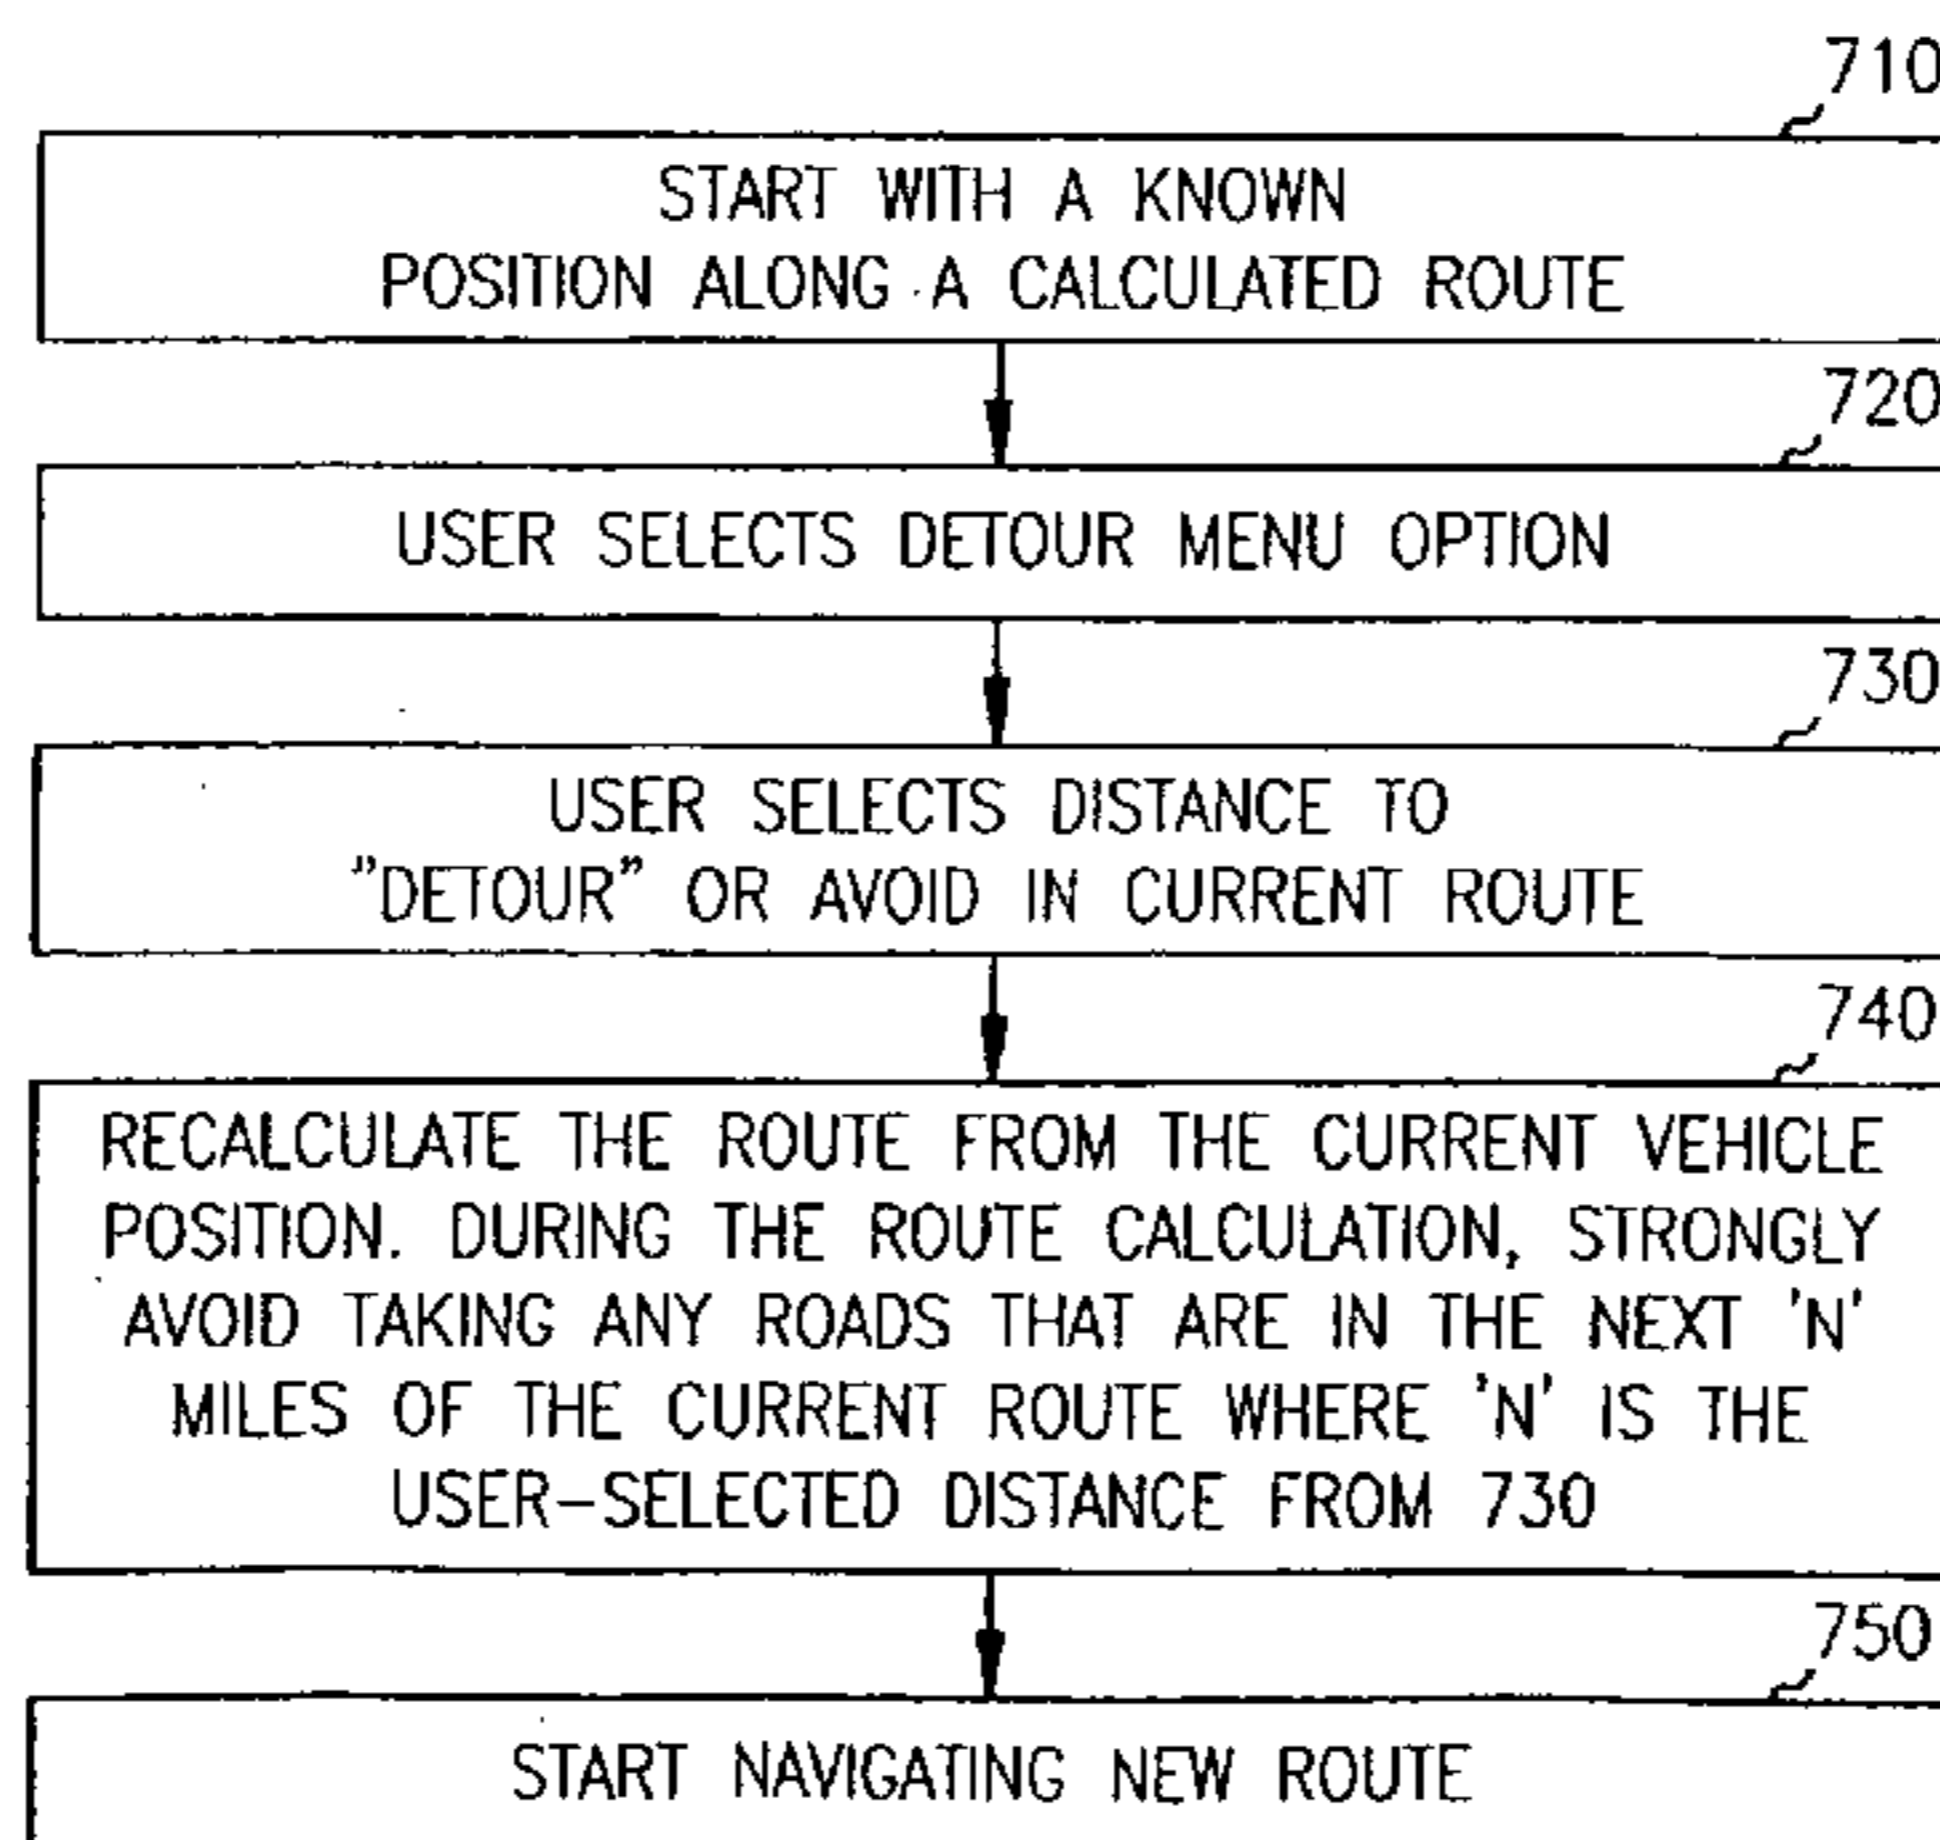 710
START WITH A KNOWN
POSITION ALONG A CALCULATED ROUTE
720
USER SELECTS DETOUR MENU OPTION
730
USER SELECTS DISTANCE TO
"DETOUR" OR AVOID IN CURRENT ROUTE
740
RECALCULATE THE ROUTE FROM THE CURRENT VEHICLE
POSITION. DURING THE ROUTE CALCULATION, STRONGLY
AVOID TAKING ANY ROADS THAT ARE IN THE NEXT 'N'
MILES OF THE CURRENT ROUTE WHERE 'N' IS THE
USER-SELECTED DISTANCE FROM 730
750
START NAVIGATING NEW ROUTE